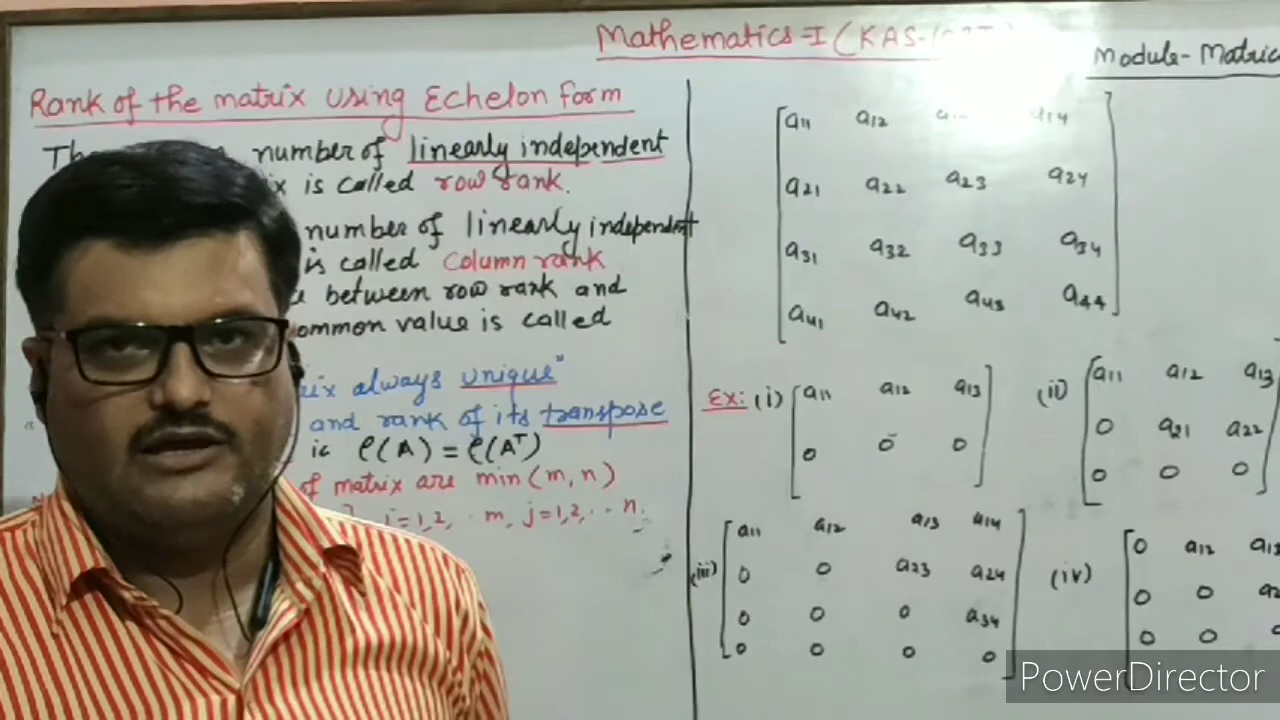 Mathematics-I (KAS-
Module- Matric
Rank of the matrix using Echelon form
number of linearly independent
is called row rank.
number of linearly independent
is called Column rank
between row rank and
common value is called
always unique"
and rank of its transpose
ie ρ(A) = ρ(Aᵀ)
of matrix are min(m, n)
i=1,2, .. m, j=1,2, .. n.
a11 a12 a14
a21 a22 a23 a24
a31 a32 a33 a34
a41 a42 a43 a44
Ex: (i) a11 a12 a13
0 0 0
(ii) a11 a12 a13
0 a21 a22
0 0 0
(iii) a11 a12 a13 a14
0 0 a23 a24
0 0 0 a34
0 0 0 0
(iv) 0 a12 a13
0 0
0 0 0
PowerDirector